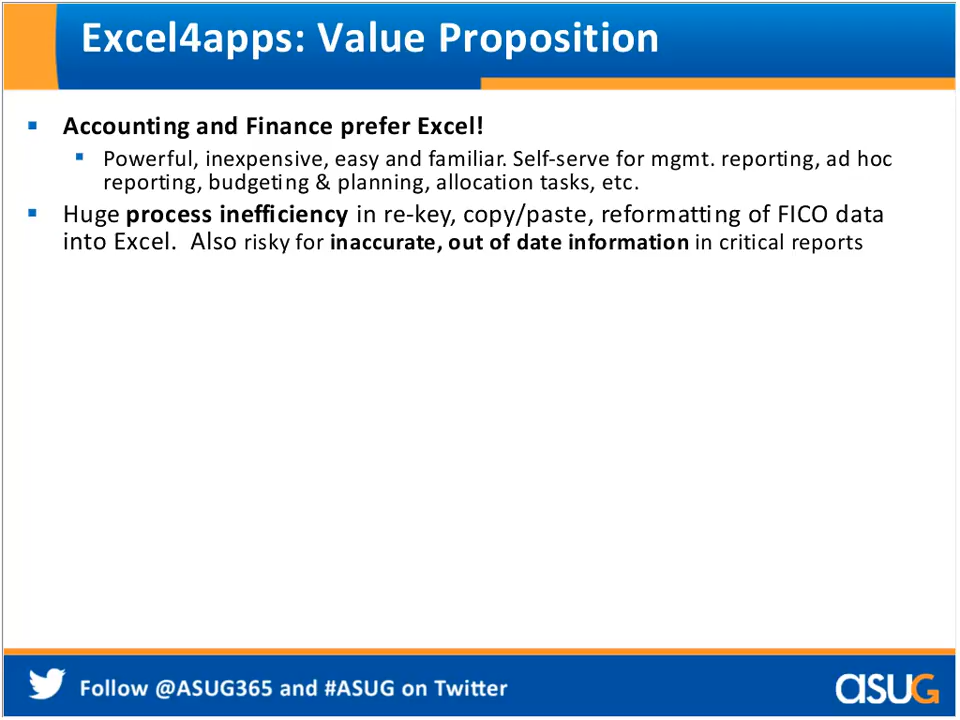 Excel4apps: Value Proposition
Accounting and Finance prefer Excel!
Powerful, inexpensive, easy and familiar. Self-serve for mgmt. reporting, ad hoc
reporting, budgeting & planning, allocation tasks, etc.
Huge process inefficiency in re-key, copy/paste, reformatting of FICO data
into Excel.  Also risky for inaccurate, out of date information in critical reports
Follow @ASUG365 and #ASUG on Twitter
asug